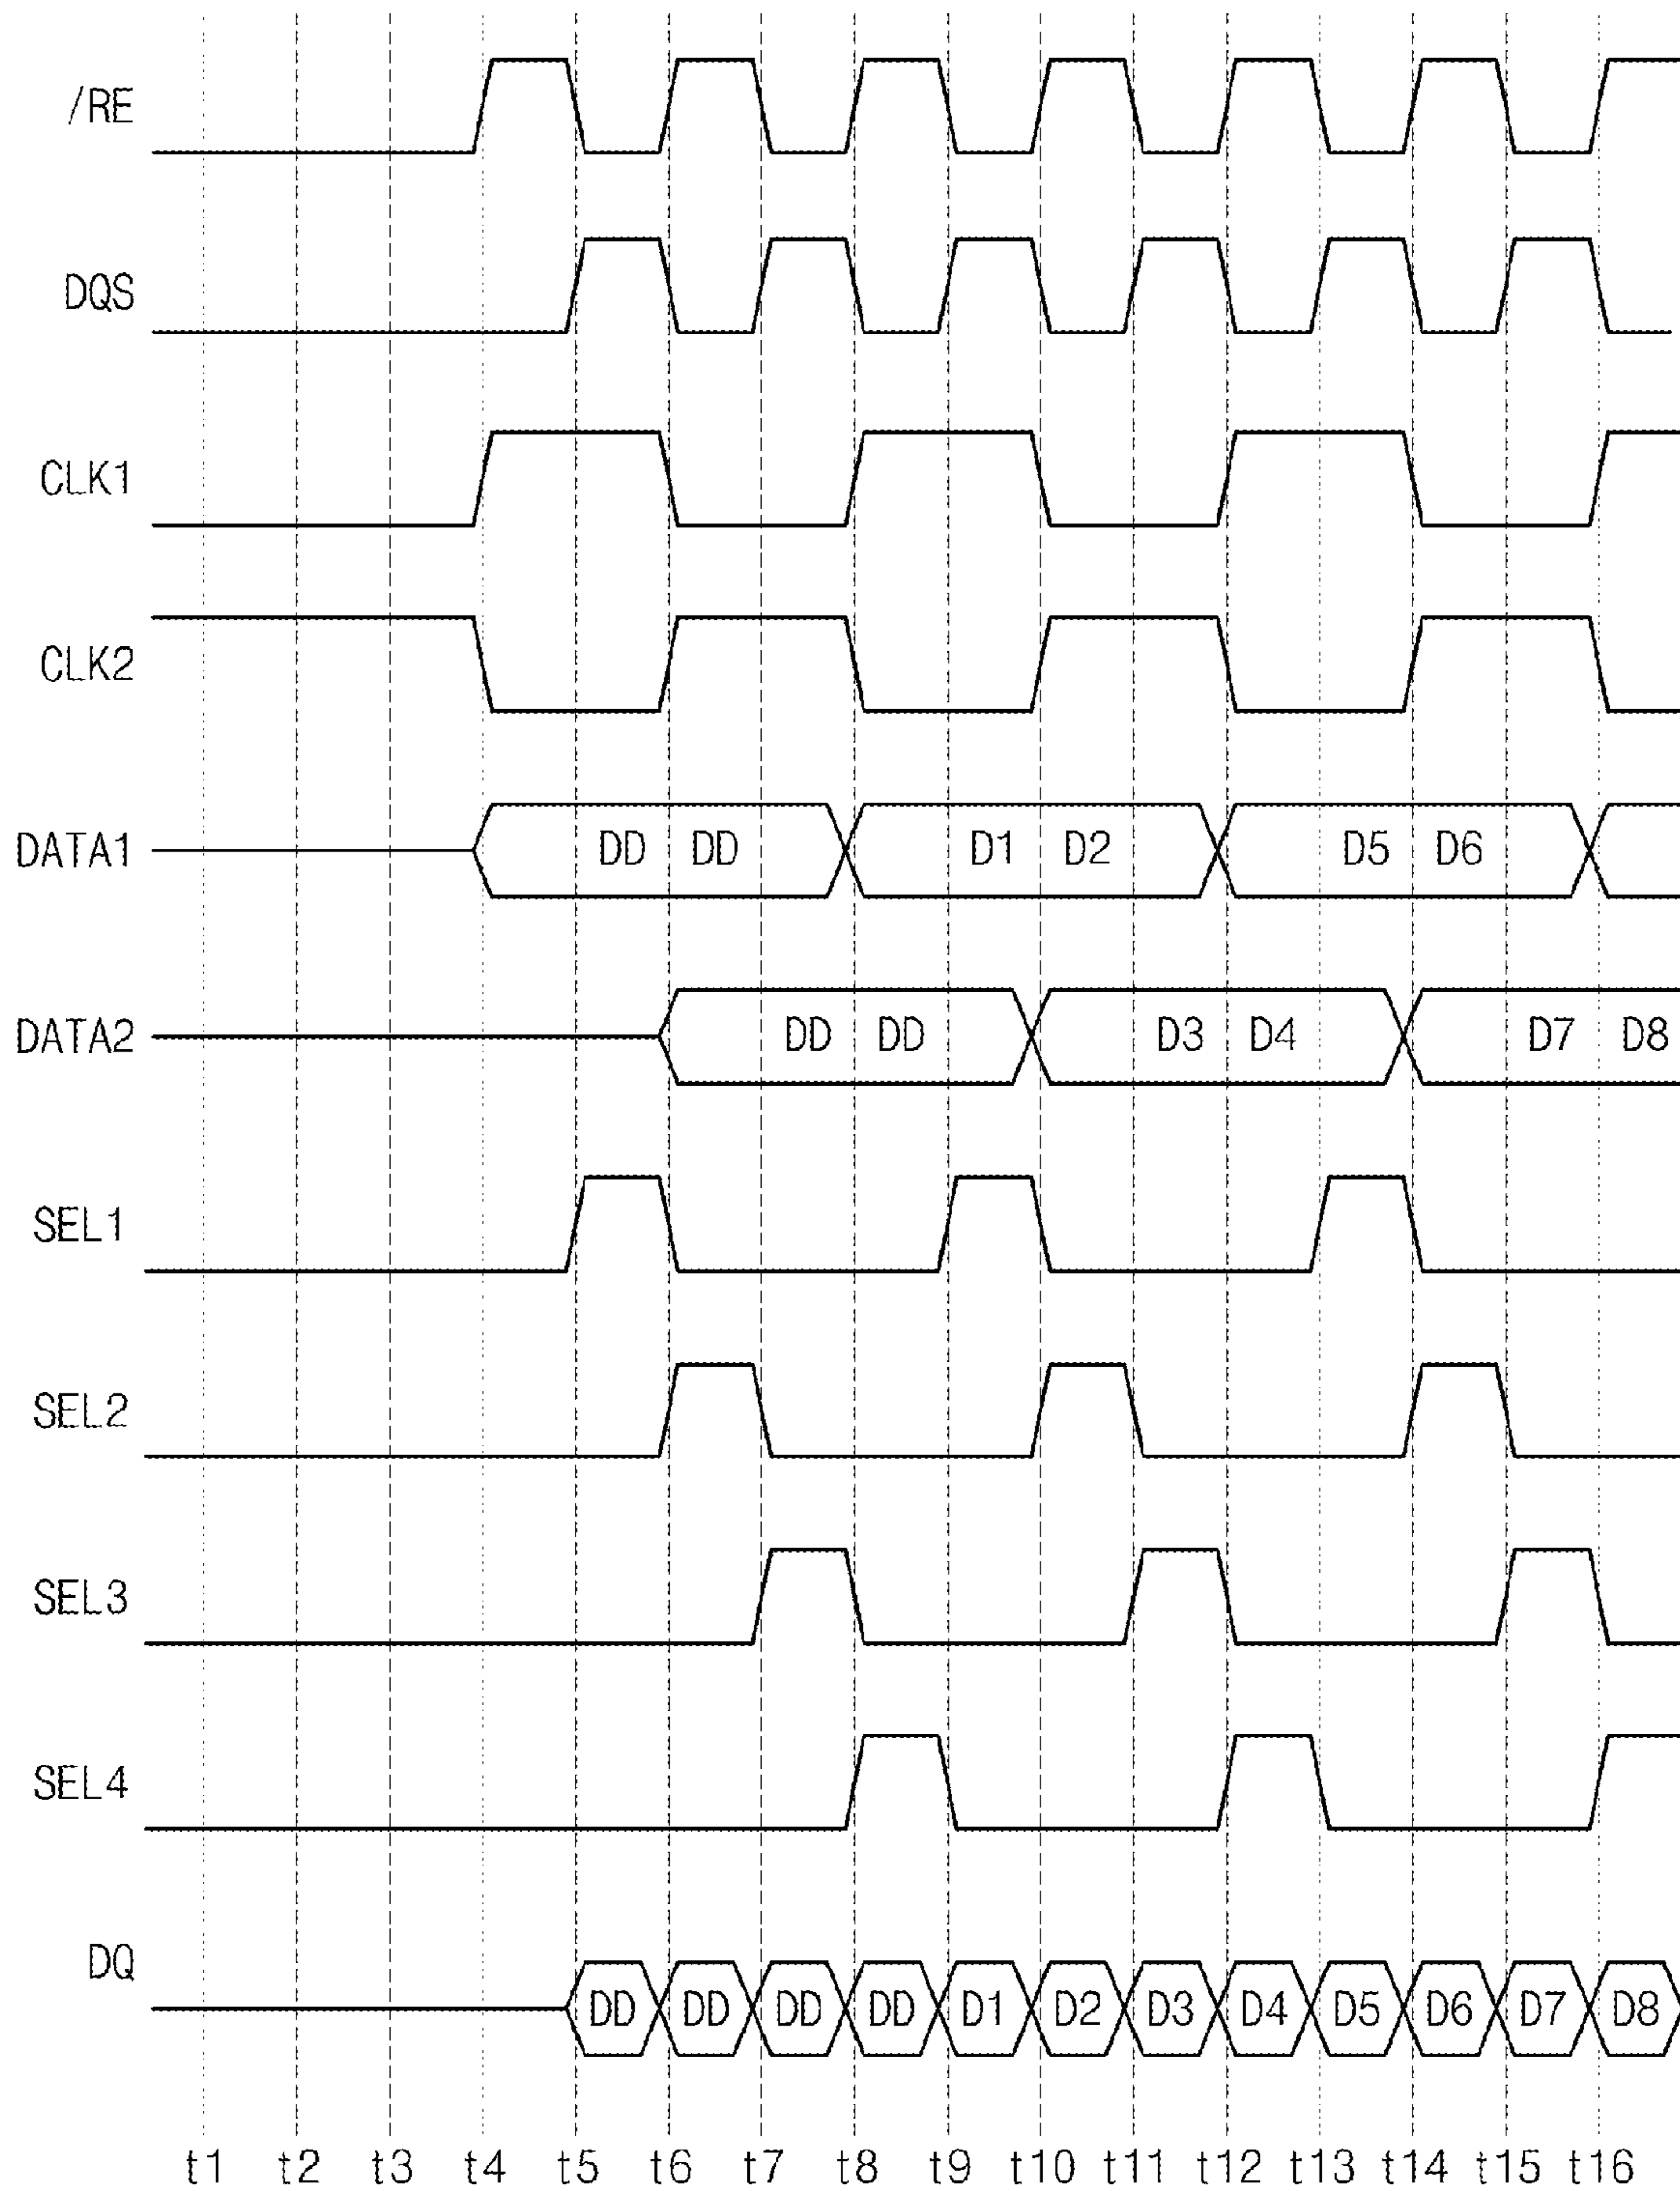 /RE
DQS
CLK1
CLK2
DATA1 DD DD D1 D2 D5 D6
DATA2 DD DD D3 D4 D7 D8
SEL1
SEL2
SEL3
SEL4
DQ DD DD DD DD D1 D2 D3 D4 D5 D6 D7 D8
t1 t2 t3 t4 t5 t6 t7 t8 t9 t10 t11 t12 t13 t14 t15 t16